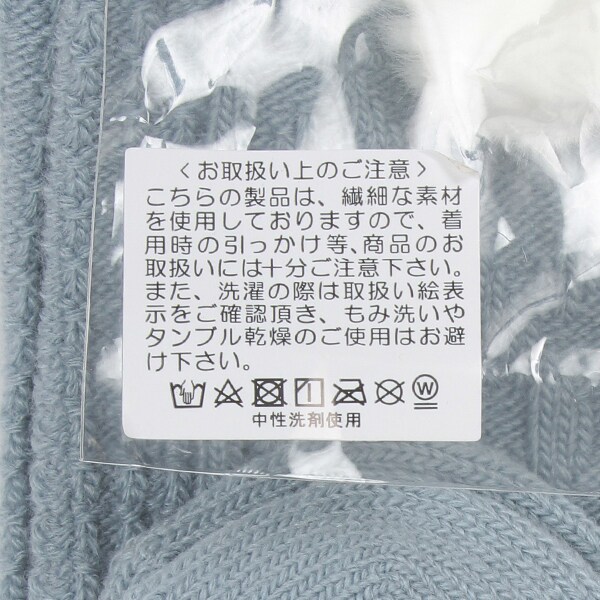 〈お取扱い上のご注意〉
こちらの製品は、繊細な素材
を使用しておりますので、着
用時の引っかけ等、商品のお
取扱いには十分ご注意下さい。
また、洗濯の際は取扱い絵表
示をご確認頂き、もみ洗いや
タンブル乾燥のご使用はお避
け下さい。
W
中性洗剤使用